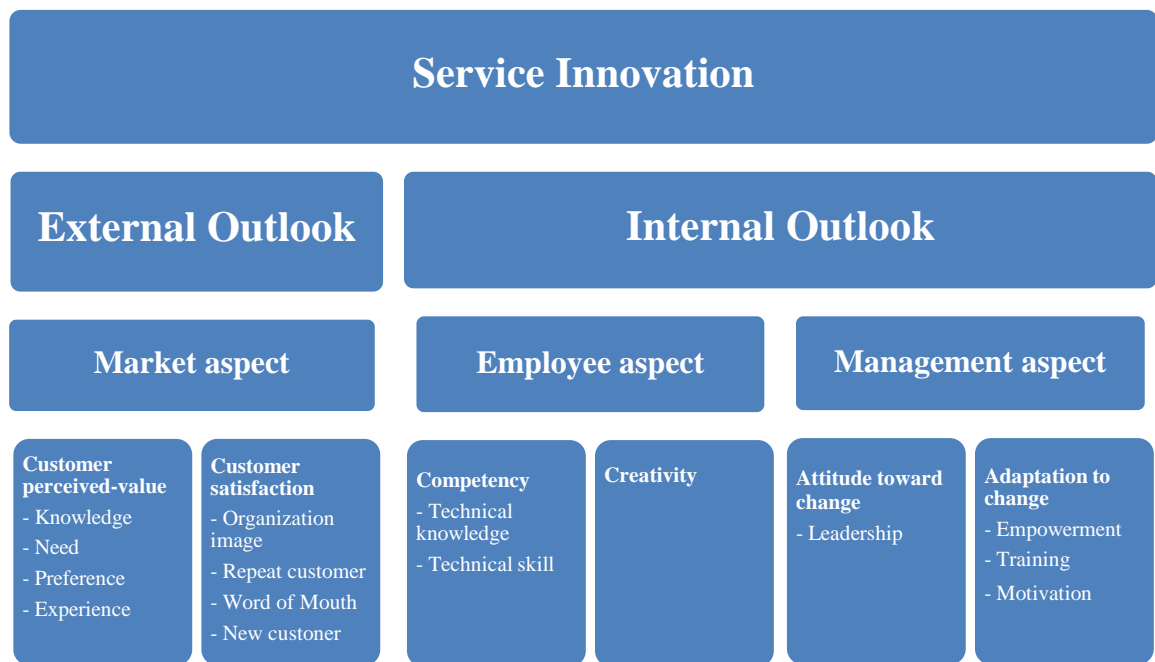 Service Innovation
External Outlook
Internal Outlook
Market aspect
Employee aspect
Management aspect
Customer
perceived-value
- Knowledge
- Need
- Preference
- Experience
Customer
satisfaction
- Organization
image
- Repeat customer
- Word of Mouth
- New custoner
Competency
- Technical
knowledge
- Technical skill
Creativity
Attitude toward
change
- Leadership
Adaptation to
change
- Empowerment
- Training
- Motivation